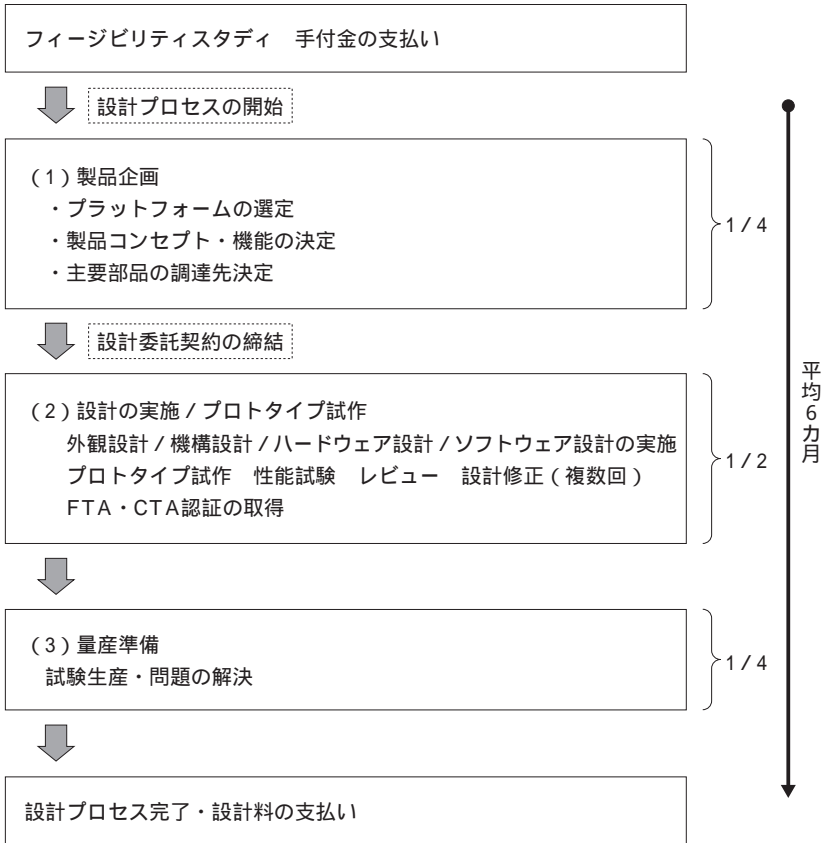 フィージビリティスタディ　手付金の支払い
設計プロセスの開始
(1)製品企画
・プラットフォームの選定
・製品コンセプト・機能の決定
・主要部品の調達先決定
1/4
設計委託契約の締結
(2)設計の実施/プロトタイプ試作
外観設計/機構設計/ハードウェア設計/ソフトウェア設計の実施
プロトタイプ試作　性能試験　レビュー　設計修正(複数回)
FTA・CTA認証の取得
1/2
平均6カ月
(3)量産準備
試験生産・問題の解決
1/4
設計プロセス完了・設計料の支払い